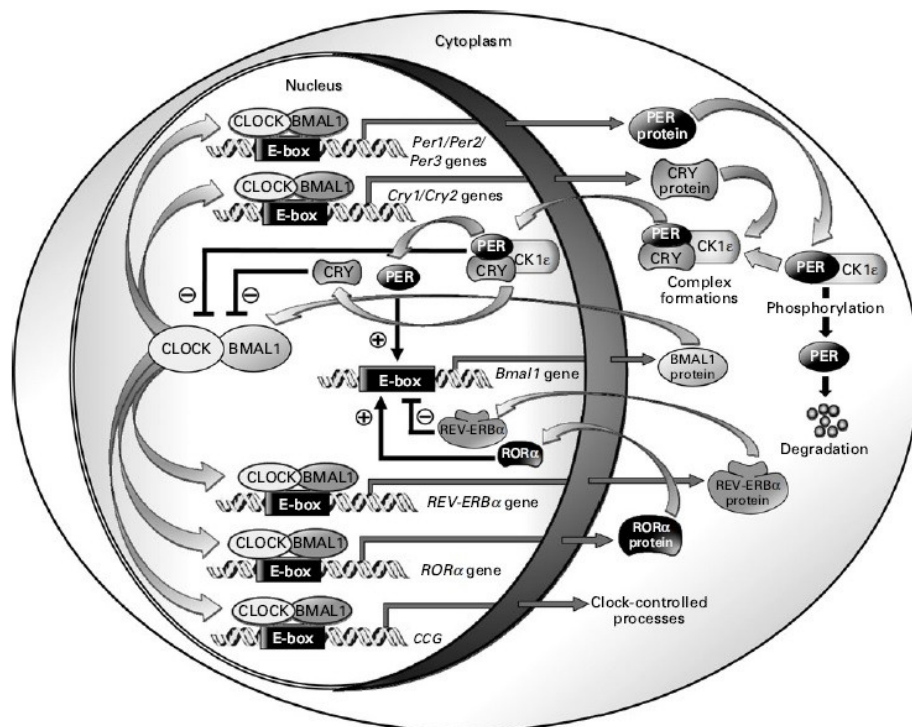 Cytoplasm
Nucleus
CLOCK BMAL1
E-box
Per1/Per2/
Per3 genes
PER
protein
CLOCK BMAL1
E-box
Cry1/Cry2 genes
CRY
protein
CRY
PER
PER
CRY
CK1ε
PER
CRY
CK1ε
Complex
formations
PER
CK1ε
Phosphorylation
⊖
⊖
CLOCK BMAL1
⊕
E-box
Bmal1 gene
BMAL1
protein
PER
Degradation
⊕
⊖
REV-ERBα
RORα
CLOCK BMAL1
E-box
REV-ERBα gene
REV-ERBα
protein
CLOCK BMAL1
E-box
RORα gene
RORα
protein
CLOCK BMAL1
E-box
CCG
Clock-controlled
processes